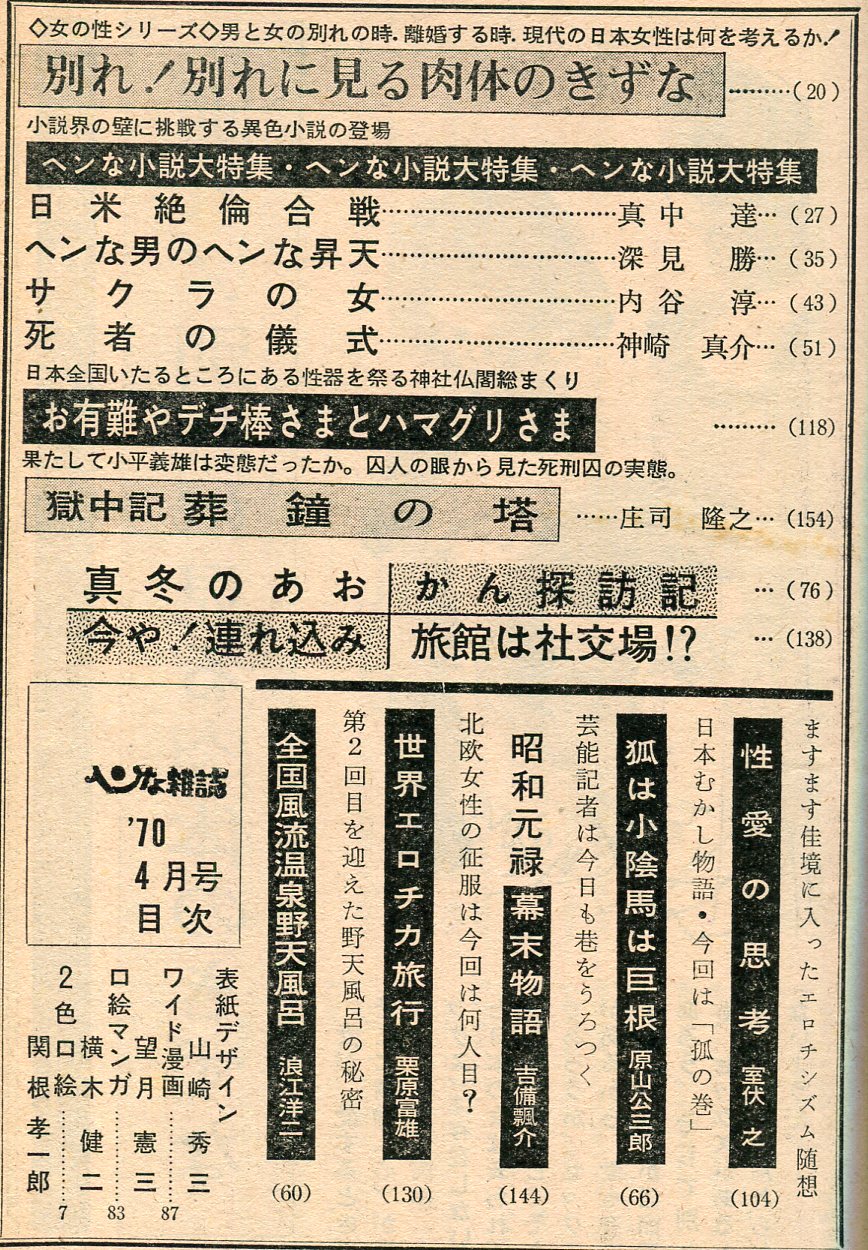 ◇女の性シリーズ◇男と女の別れの時．離婚する時．現代の日本女性は何を考えるか！
別れ！別れに見る肉体のきずな………(20)
小説界の壁に挑戦する異色小説の登場
ヘンな小説大特集・ヘンな小説大特集・ヘンな小説大特集
日米絶倫合戦……………………真中 達…(27)
ヘンな男のヘンな昇天……………………深見 勝…(35)
サクラの女……………………内谷 淳…(43)
死者の儀式……………………神崎 真介…(51)
日本全国いたるところにある性器を祭る神社仏閣総まくり
お有難やデチ棒さまとハマグリさま ………(118)
果たして小平義雄は変態だったか。囚人の眼から見た死刑囚の実態。
獄中記 葬鐘の塔 ……庄司 隆之…(154)
真冬のあおかん探訪記 …(76)
今や！連れ込み旅館は社交場!? …(138)
ますます佳境に入ったエロチシズム随想
性愛の思考 室伏 之 (104)
日本むかし物語・今回は「孤の巻」
狐は小陰馬は巨根 原山公三郎 (66)
芸能記者は今日も巷をうろつく
昭和元禄 幕末物語 吉備飄介 (144)
北欧女性の征服は今回は何人目？
世界エロチカ旅行 栗原富雄 (130)
第2回目を迎えた野天風呂の秘密
全国風流温泉野天風呂 浪江洋二 (60)
ヘンな雑誌
'70
4月号
目次
表紙デザイン
山崎 秀三
ワイド漫画………87
望月 憲三
口絵マンガ………83
横木 健二
2色口絵………7
関根 孝一郎